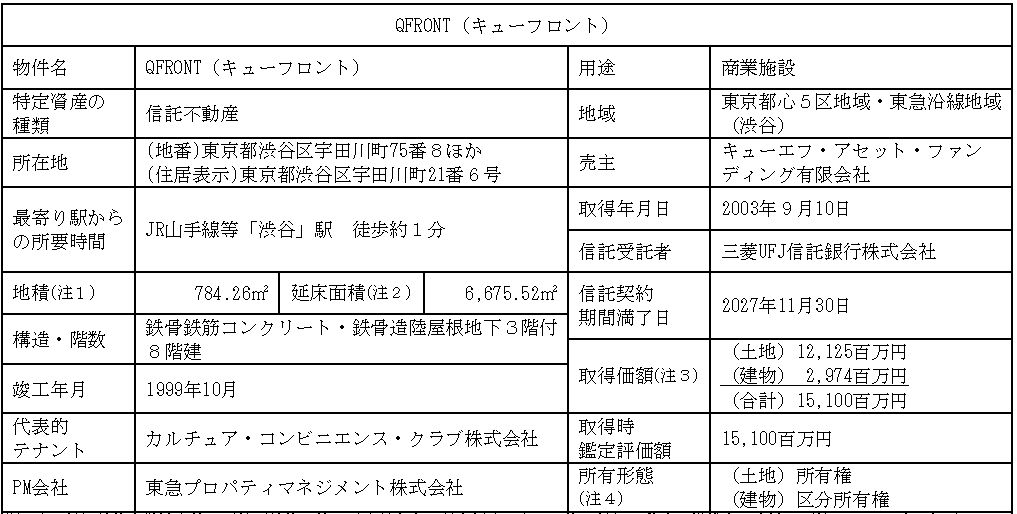 QFRONT（キューフロント）
物件名
QFRONT（キューフロント）
用途
商業施設
特定資産の
種類
信託不動産
地域
東京都心５区地域・東急沿線地域
（渋谷）
所在地
(地番)東京都渋谷区宇田川町75番８ほか
(住居表示)東京都渋谷区宇田川町21番６号
売主
キューエフ・アセット・ファン
ディング有限会社
最寄り駅から
の所要時間
JR山手線等「渋谷」駅　徒歩約１分
取得年月日
2003年９月10日
信託受託者
三菱UFJ信託銀行株式会社
地積(注１)
784.26㎡
延床面積(注２)
6,675.52㎡
信託契約
期間満了日
2027年11月30日
構造・階数
鉄骨鉄筋コンクリート・鉄骨造陸屋根地下３階付
８階建
取得価額(注３)
（土地）12,125百万円
（建物） 2,974百万円
（合計）15,100百万円
竣工年月
1999年10月
代表的
テナント
カルチュア・コンビニエンス・クラブ株式会社
取得時
鑑定評価額
15,100百万円
PM会社
東急プロパティマネジメント株式会社
所有形態
(注４)
（土地）所有権
（建物）区分所有権